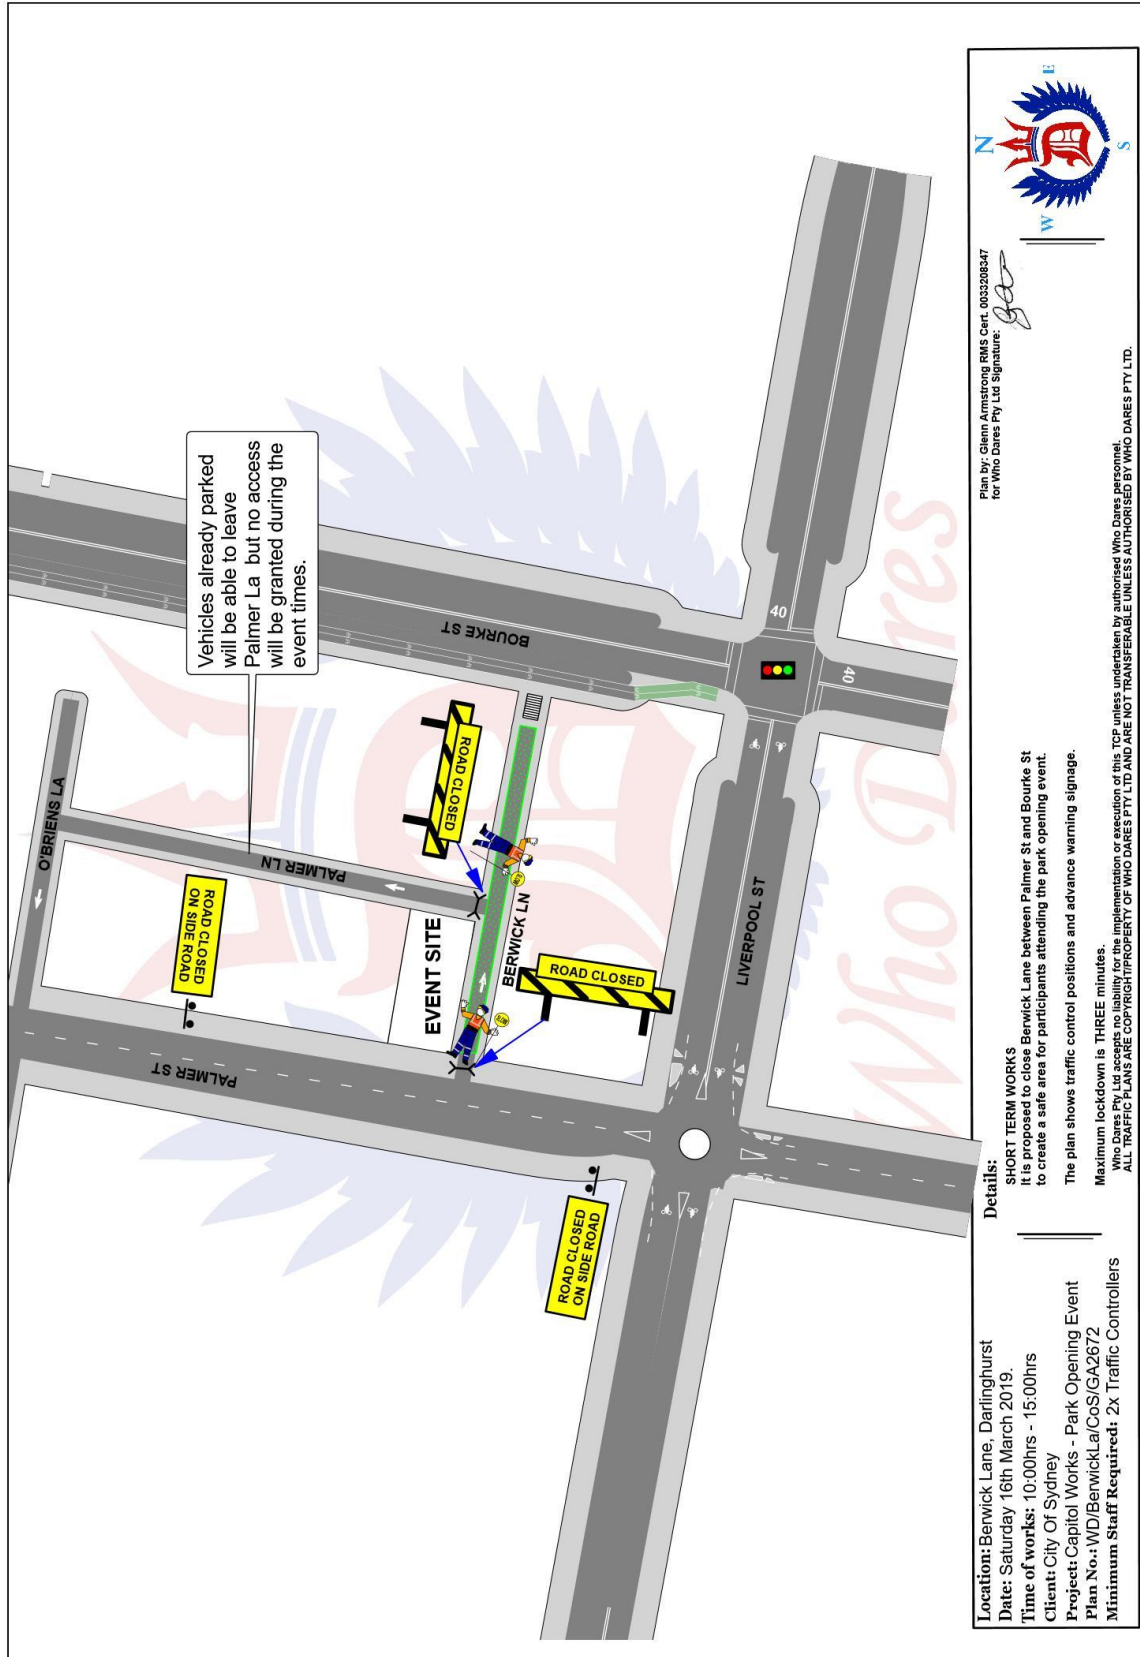 Vehicles already parked
will be able to leave
Palmer La but no access
will be granted during the
event times.
O'BRIENS LA
PALMER LN
BOURKE ST
ROAD CLOSED
ON SIDE ROAD
ROAD CLOSED
EVENT SITE
BERWICK LN
ROAD CLOSED
PALMER ST
LIVERPOOL ST
40
40
ROAD CLOSED
ON SIDE ROAD
Who Dares
Location: Berwick Lane, Darlinghurst
Date: Saturday 16th March 2019.
Time of works: 10:00hrs - 15:00hrs
Client: City Of Sydney
Project: Capitol Works - Park Opening Event
Plan No.: WD/BerwickLa/CoS/GA2672
Minimum Staff Required: 2x Traffic Controllers
Details:
SHORT TERM WORKS
It is proposed to close Berwick Lane between Palmer St and Bourke St
to create a safe area for participants attending the park opening event.
The plan shows traffic control positions and advance warning signage.
Maximum lockdown is THREE minutes.
Who Dares Pty Ltd accepts no liability for the implementation or execution of this TCP unless undertaken by authorised Who Dares personnel.
ALL TRAFFIC PLANS ARE COPYRIGHT/PROPERTY OF WHO DARES PTY LTD AND ARE NOT TRANSFERABLE UNLESS AUTHORISED BY WHO DARES PTY LTD.
Plan by: Glenn Armstrong RMS Cert. 0033208347
for Who Dares Pty Ltd Signature:
N
E
W
S
D